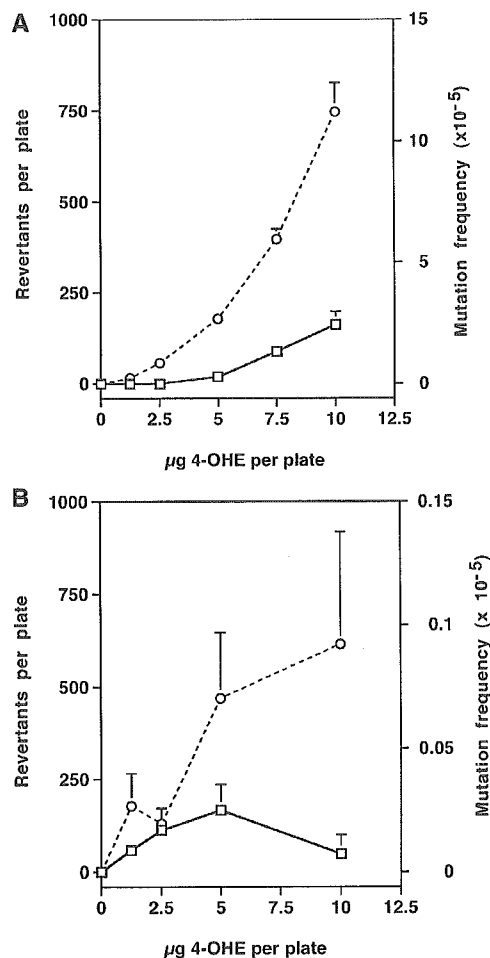 A
1000
750
500
250
0
Revertants per plate
15
10
5
0
Mutation frequency (x10-5)
0 2.5 5 7.5 10 12.5
µg 4-OHE per plate
B
1000
750
500
250
0
Revertants per plate
0.15
0.1
0.05
0
Mutation frequency (x 10-5)
0 2.5 5 7.5 10 12.5
µg 4-OHE per plate